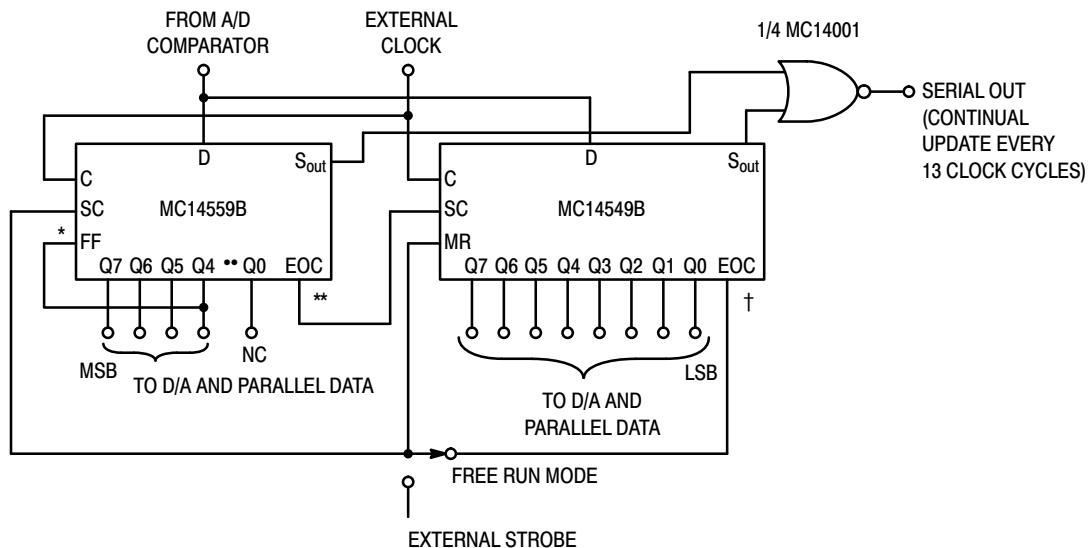 FROM A/D
COMPARATOR
EXTERNAL
CLOCK
1/4 MC14001
SERIAL OUT
(CONTINUAL
UPDATE EVERY
13 CLOCK CYCLES)
D
Sout
C
SC
MC14559B
* FF
Q7 Q6 Q5 Q4 •• Q0 EOC
**
D
Sout
C
SC
MC14549B
MR
Q7 Q6 Q5 Q4 Q3 Q2 Q1 Q0 EOC
†
MSB
NC
TO D/A AND PARALLEL DATA
LSB
TO D/A AND
PARALLEL DATA
FREE RUN MODE
EXTERNAL STROBE